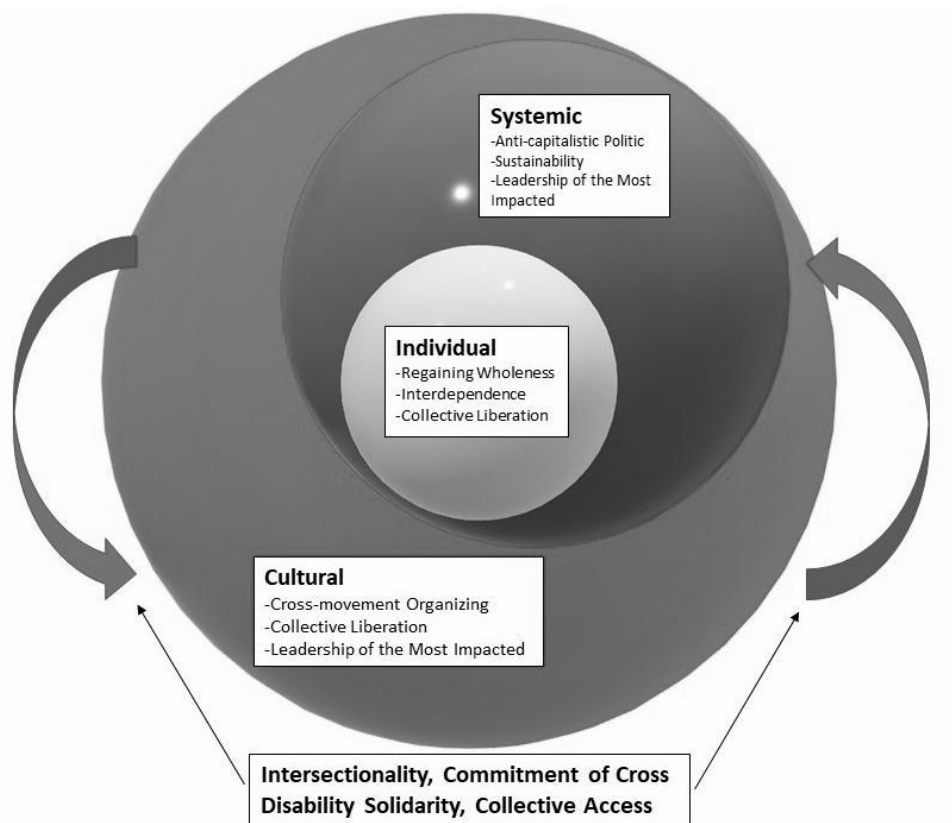 Systemic
-Anti-capitalistic Politic
-Sustainability
-Leadership of the Most
Impacted
Individual
-Regaining Wholeness
-Interdependence
-Collective Liberation
Cultural
-Cross-movement Organizing
-Collective Liberation
-Leadership of the Most Impacted
Intersectionality, Commitment of Cross
Disability Solidarity, Collective Access